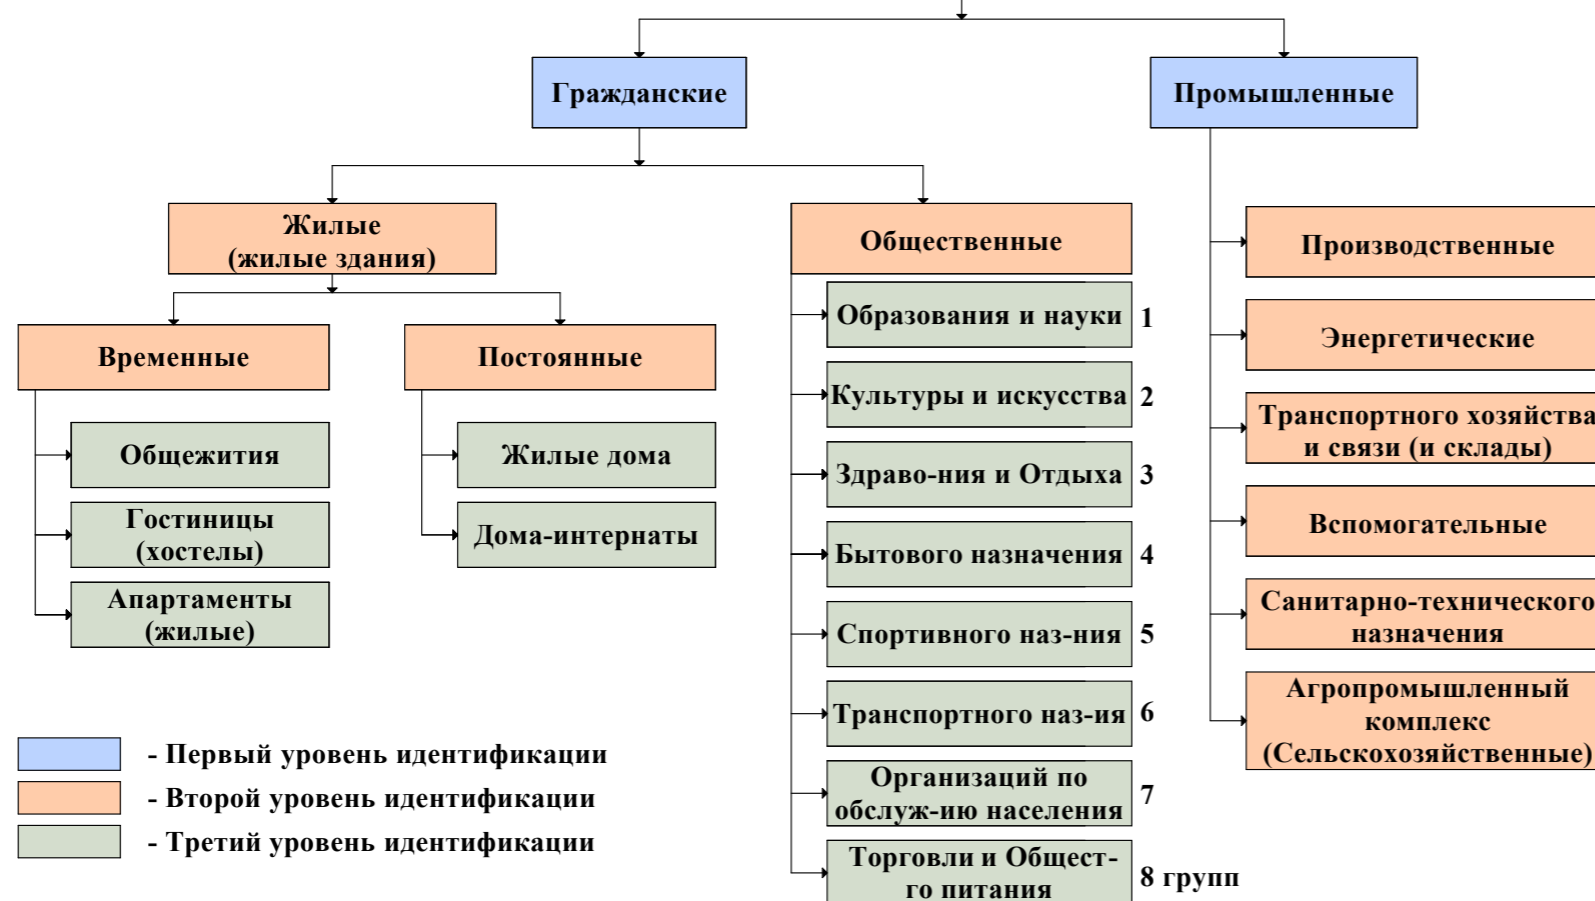 Гражданские
Промышленные
Жилые
(жилые здания)
Общественные
Временные
Постоянные
Общежития
Гостиницы
(хостелы)
Апартаменты
(жилые)
Жилые дома
Дома-интернаты
Образования и науки 1
Культуры и искусства 2
Здраво-ния и Отдыха 3
Бытового назначения 4
Спортивного наз-ния 5
Транспортного наз-ия 6
Организаций по
обслуж-ию населения 7
Торговли и Общест-
го питания 8 групп
Производственные
Энергетические
Транспортного хозяйства
и связи (и склады)
Вспомогательные
Санитарно-технического
назначения
Агропромышленный
комплекс
(Сельскохозяйственные)
- Первый уровень идентификации
- Второй уровень идентификации
- Третий уровень идентификации